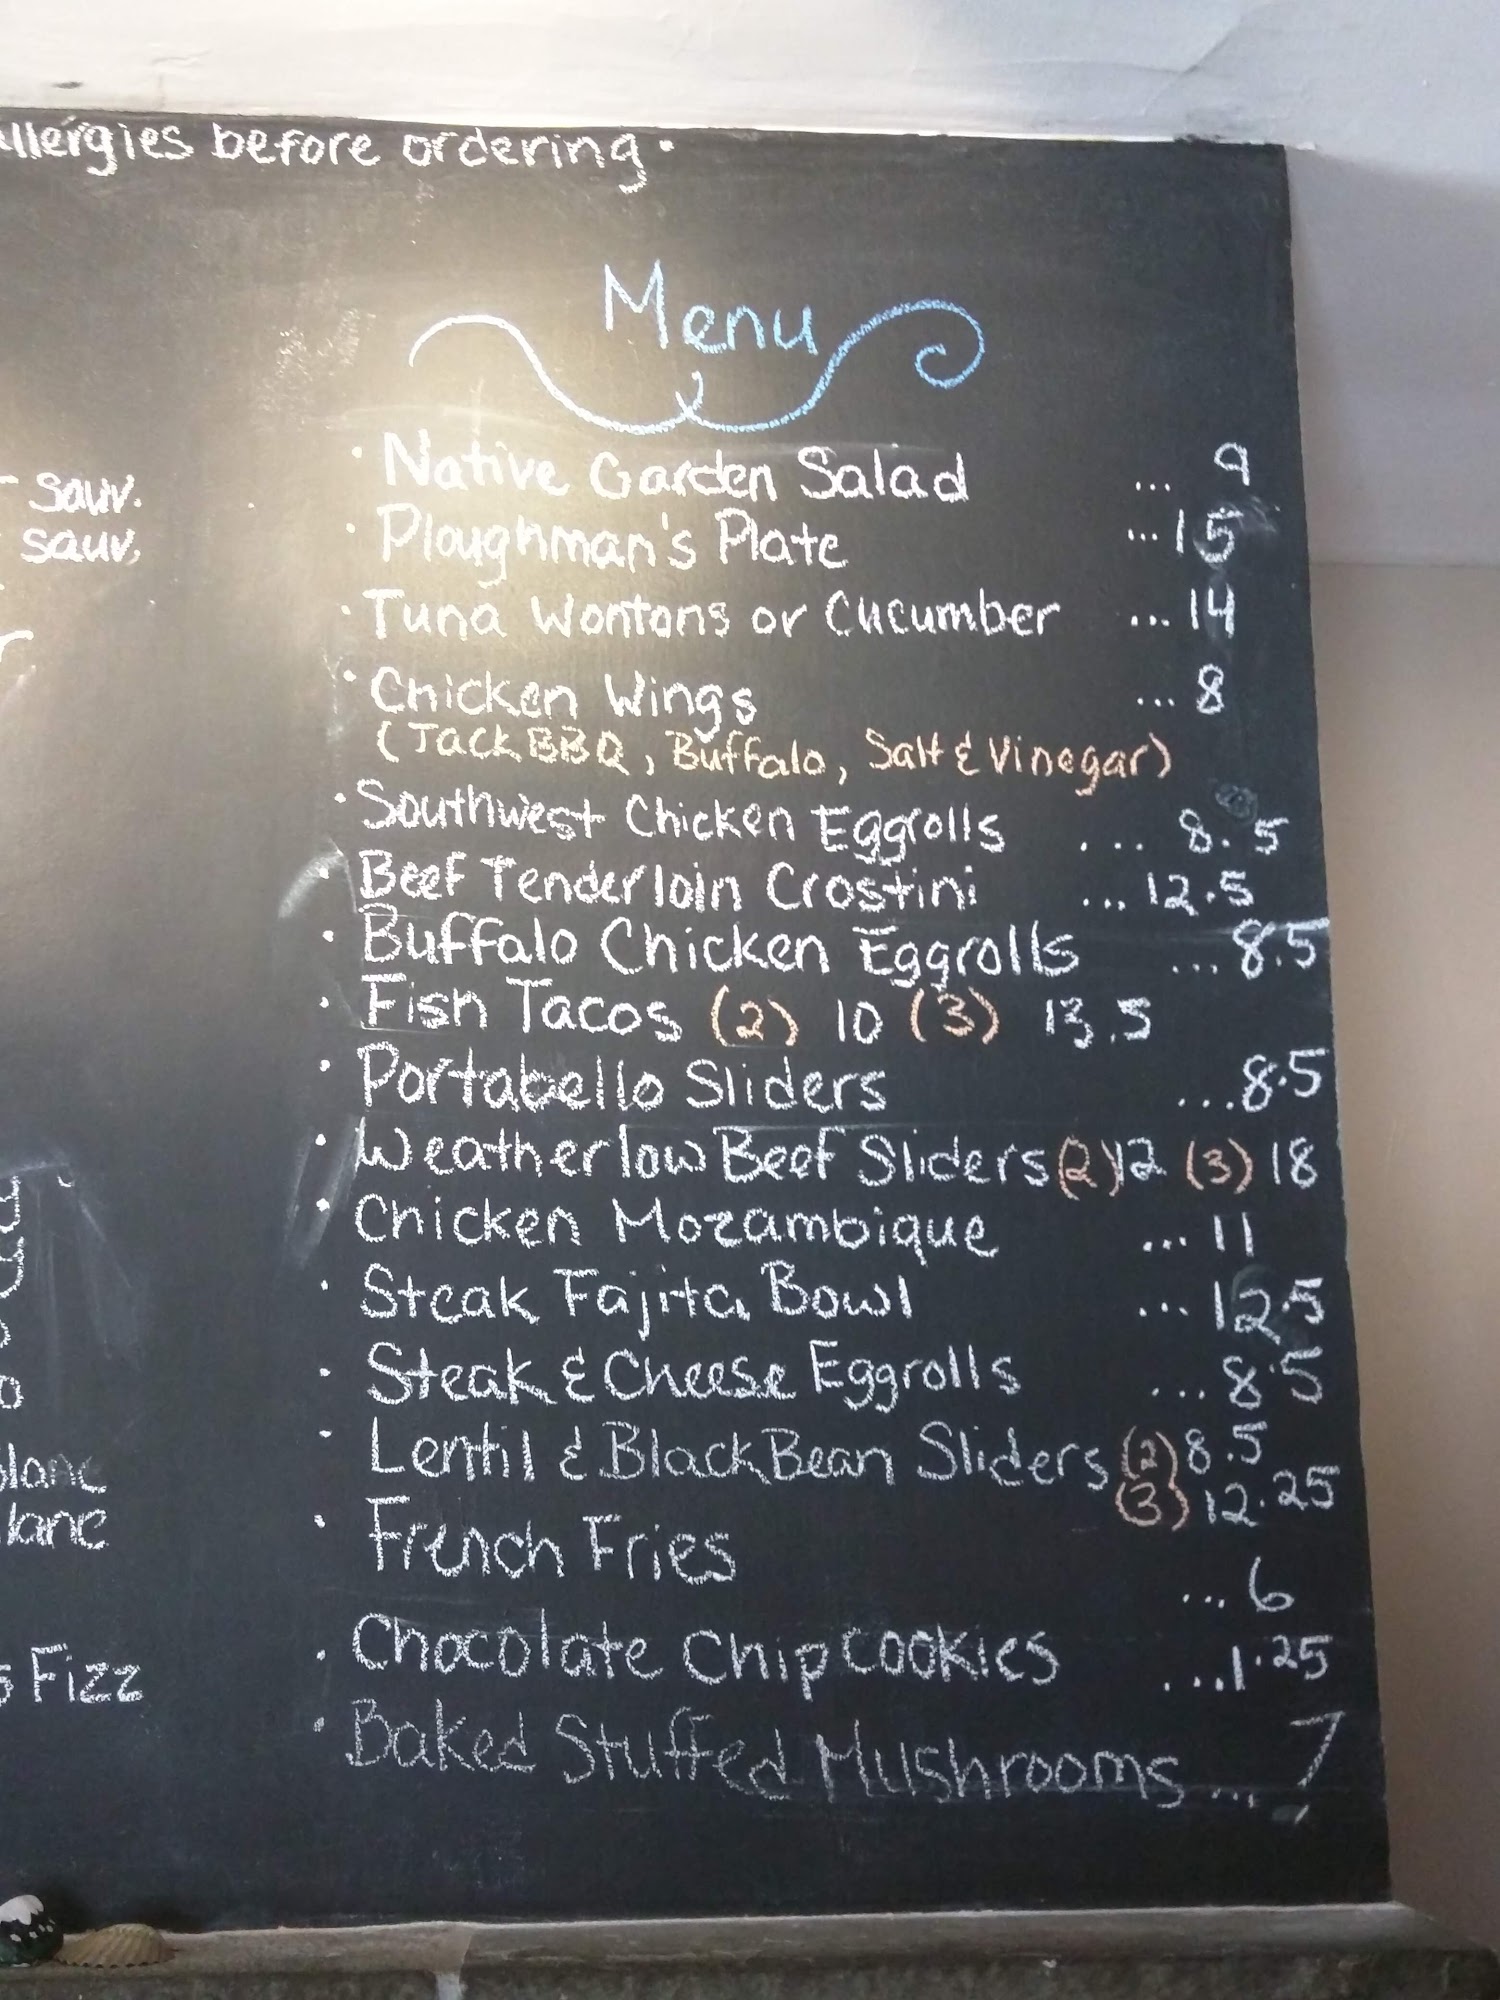 allergies before ordering.
Menu
sauv.
sauv.
· Native Garden Salad ... 9
· Ploughman's Plate ... 15
· Tuna Wontons or Cucumber ... 14
· Chicken Wings ... 8
(Jack BBQ, Buffalo, Salt & Vinegar)
· Southwest Chicken Eggrolls ... 8.5
· Beef Tenderloin Crostini ... 12.5
· Buffalo Chicken Eggrolls ... 8.5
· Fish Tacos (2) 10 (3) 13.5
· Portabello Sliders ... 8.5
· Weatherlow Beef Sliders (2) 12 (3) 18
· Chicken Mozambique ... 11
· Steak Fajita Bowl ... 12.5
· Steak & Cheese Eggrolls ... 8.5
· Lentil & Black Bean Sliders (2) 8.5
(3) 12.25
· French Fries ... 6
· Chocolate Chip Cookies ... 1.25
Fizz
· Baked Stuffed Mushrooms ... 7